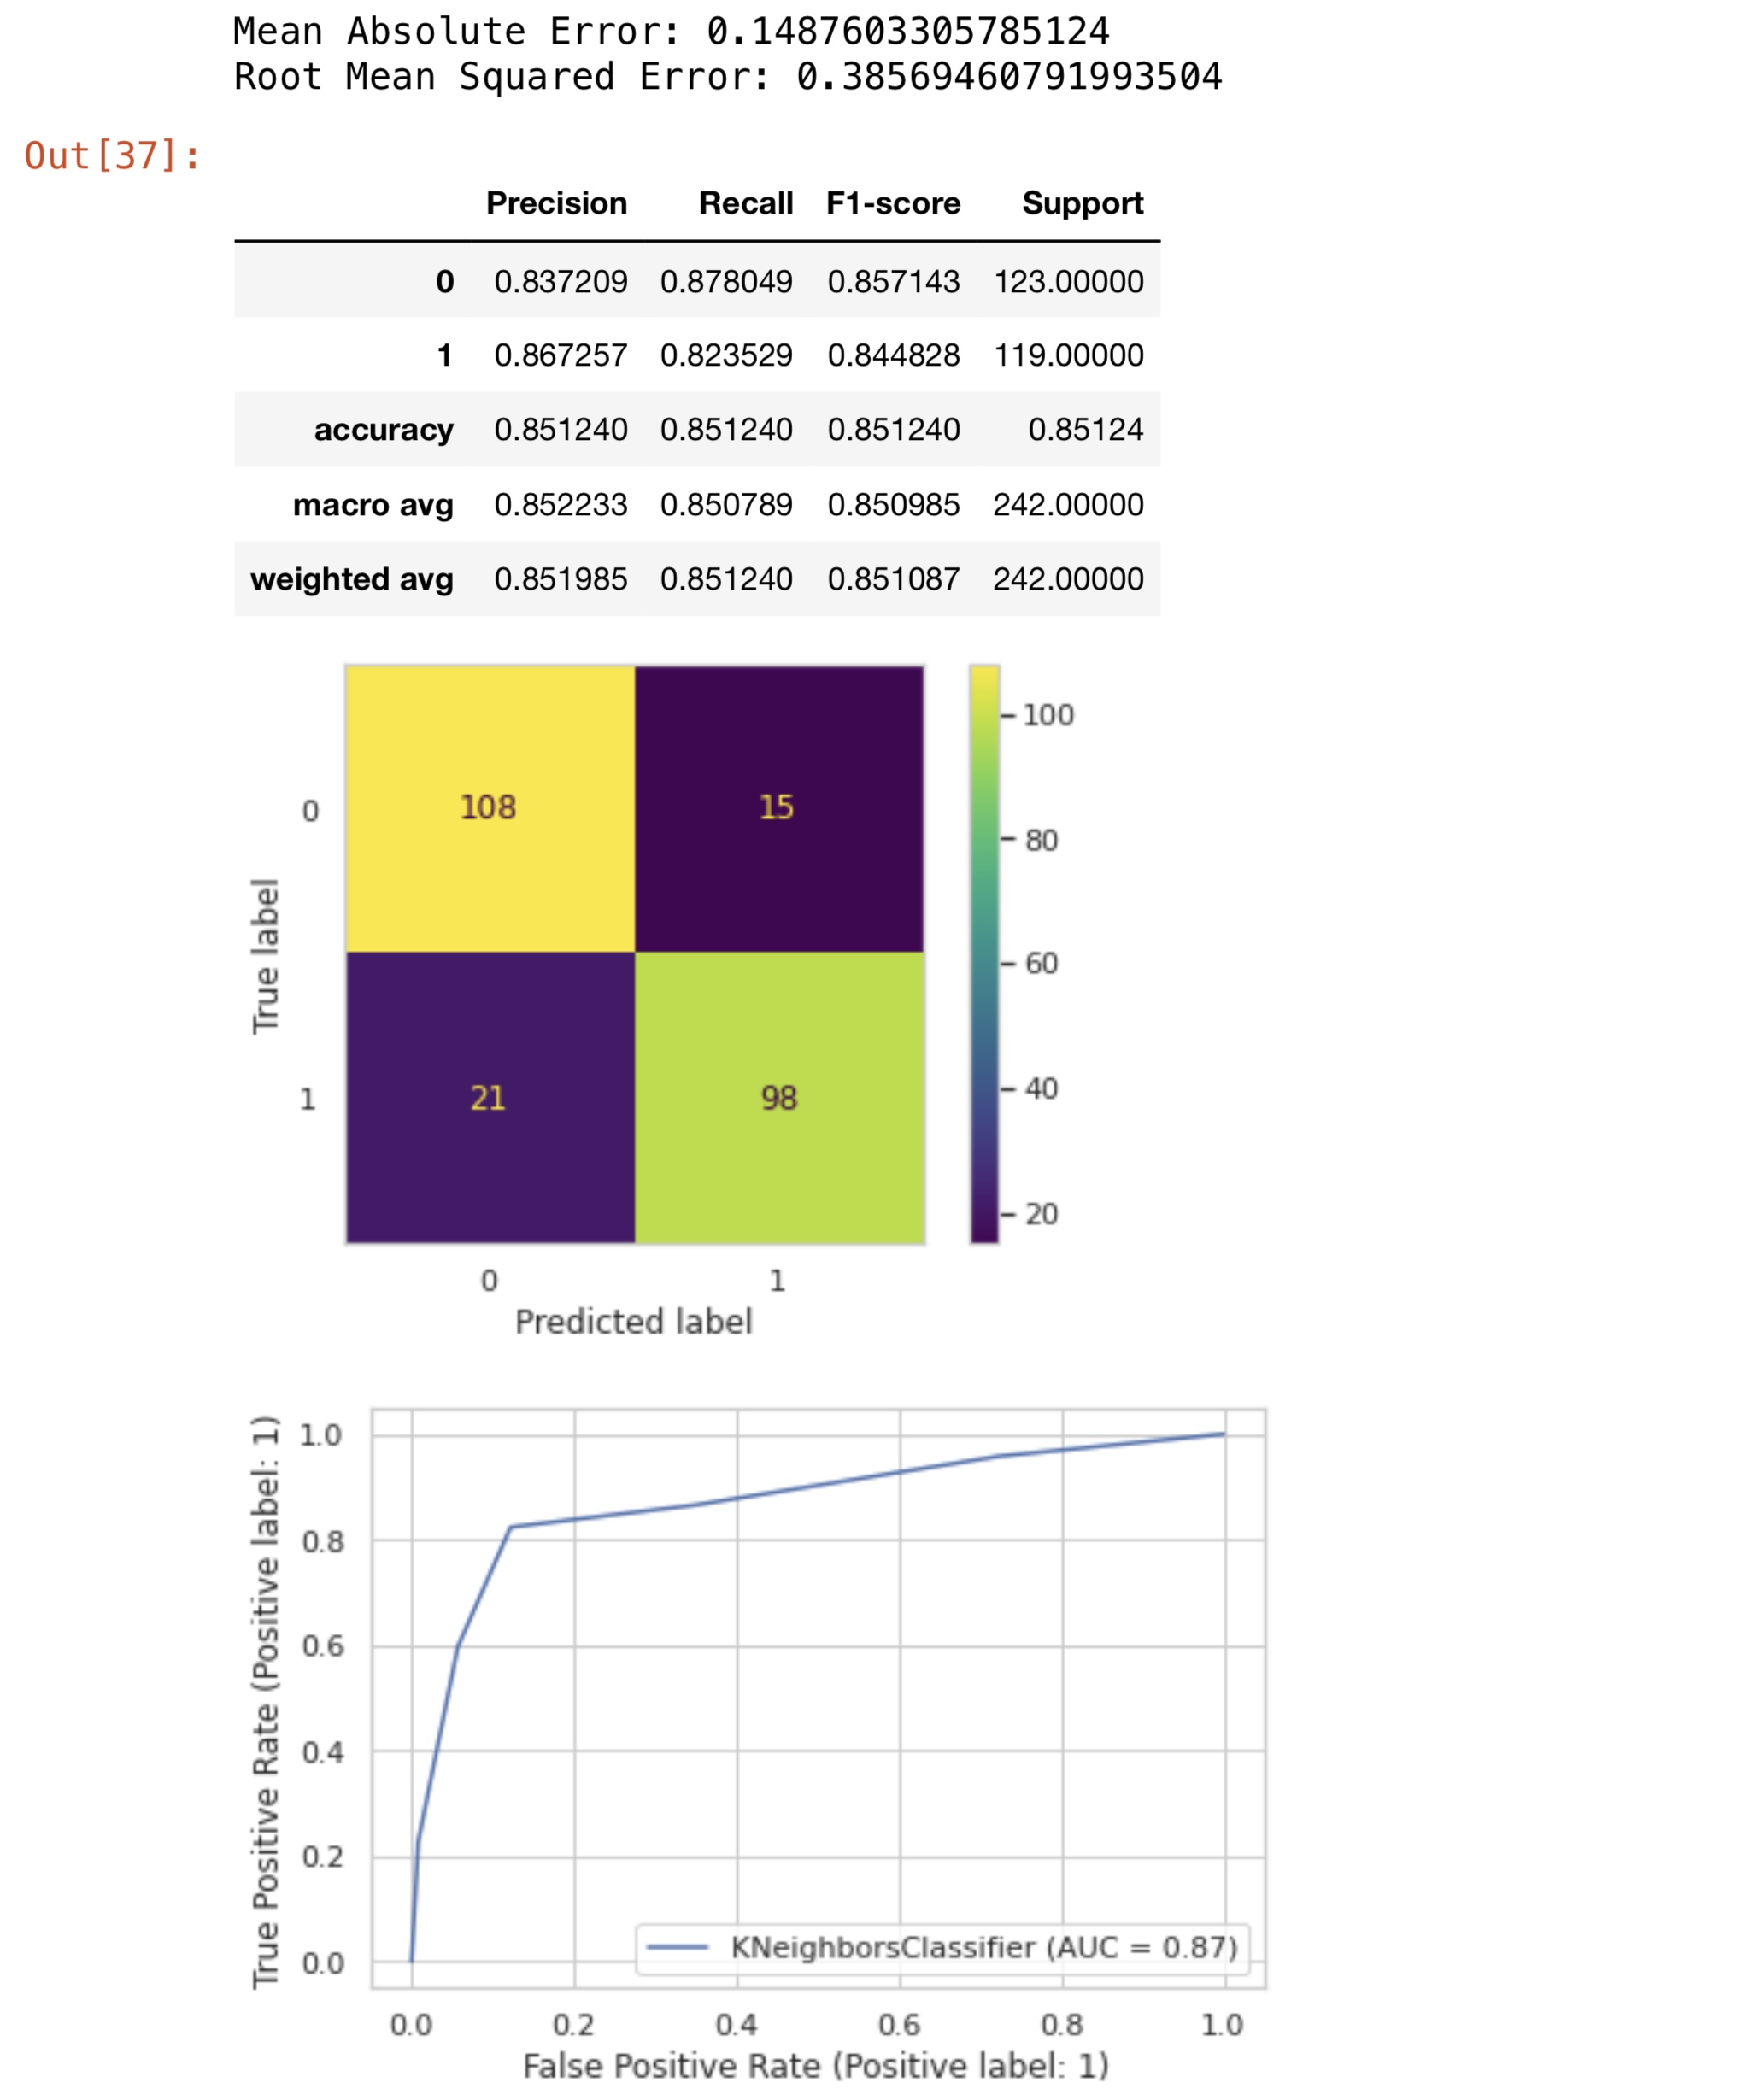 Mean Absolute Error: 0.1487603305785124
Root Mean Squared Error: 0.38569460791993504
Out[37]:
Precision Recall F1-score Support
0 0.837209 0.878049 0.857143 123.00000
1 0.867257 0.823529 0.844828 119.00000
accuracy 0.851240 0.851240 0.851240 0.85124
macro avg 0.852233 0.850789 0.850985 242.00000
weighted avg 0.851985 0.851240 0.851087 242.00000
100
80
60
40
20
True label
0 108 15
1 21 98
0 1
Predicted label
True Positive Rate (Positive label: 1)
1.0
0.8
0.6
0.4
0.2
0.0
KNeighborsClassifier (AUC = 0.87)
0.0 0.2 0.4 0.6 0.8 1.0
False Positive Rate (Positive label: 1)